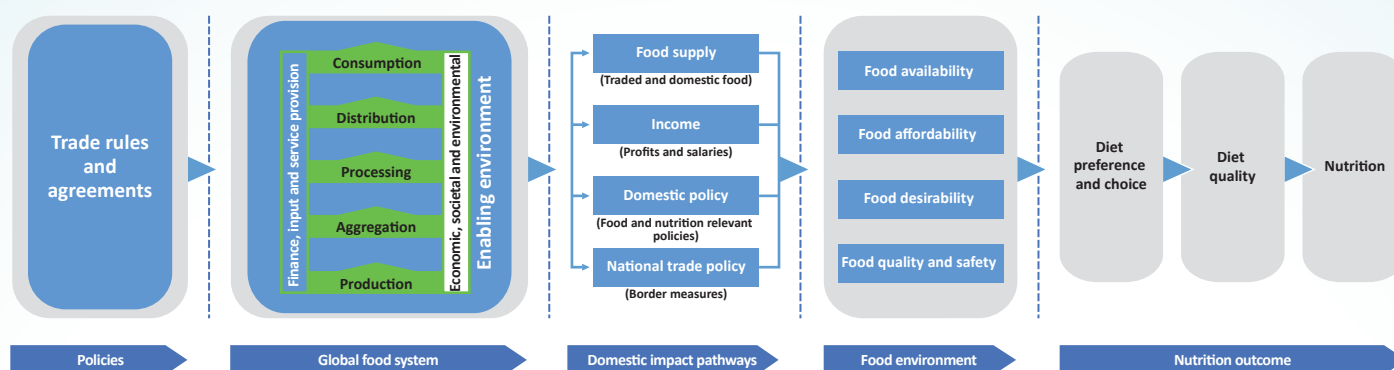 Trade rules
and
agreements
Finance, input and service provision
Consumption
Distribution
Processing
Aggregation
Production
Economic, societal and environmental
Enabling environment
Food supply
(Traded and domestic food)
Income
(Profits and salaries)
Domestic policy
(Food and nutrition relevant
policies)
National trade policy
(Border measures)
Food availability
Food affordability
Food desirability
Food quality and safety
Diet
preference
and choice
Diet
quality
Nutrition
Policies
Global food system
Domestic impact pathways
Food environment
Nutrition outcome